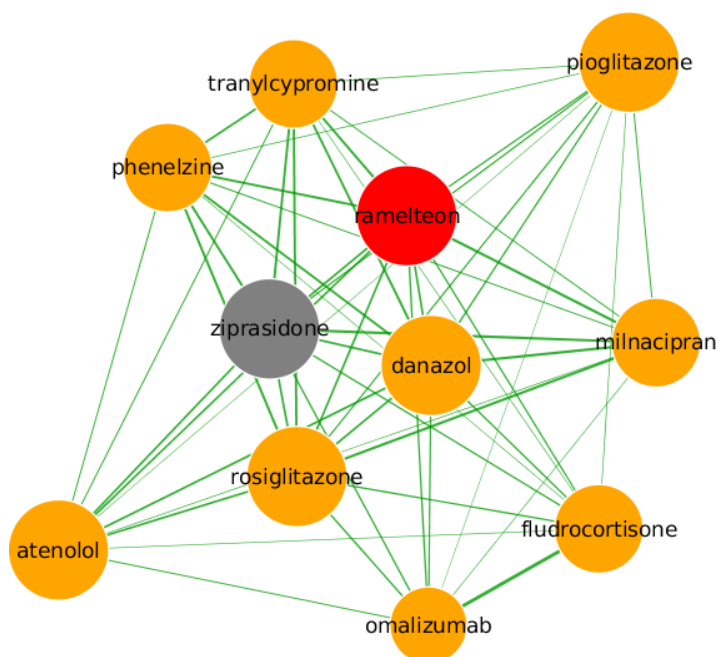 pioglitazone
tranylcypromine
phenelzine
ramelteon
ziprasidone
milnacipran
danazol
rosiglitazone
fludrocortisone
atenolol
omalizumab